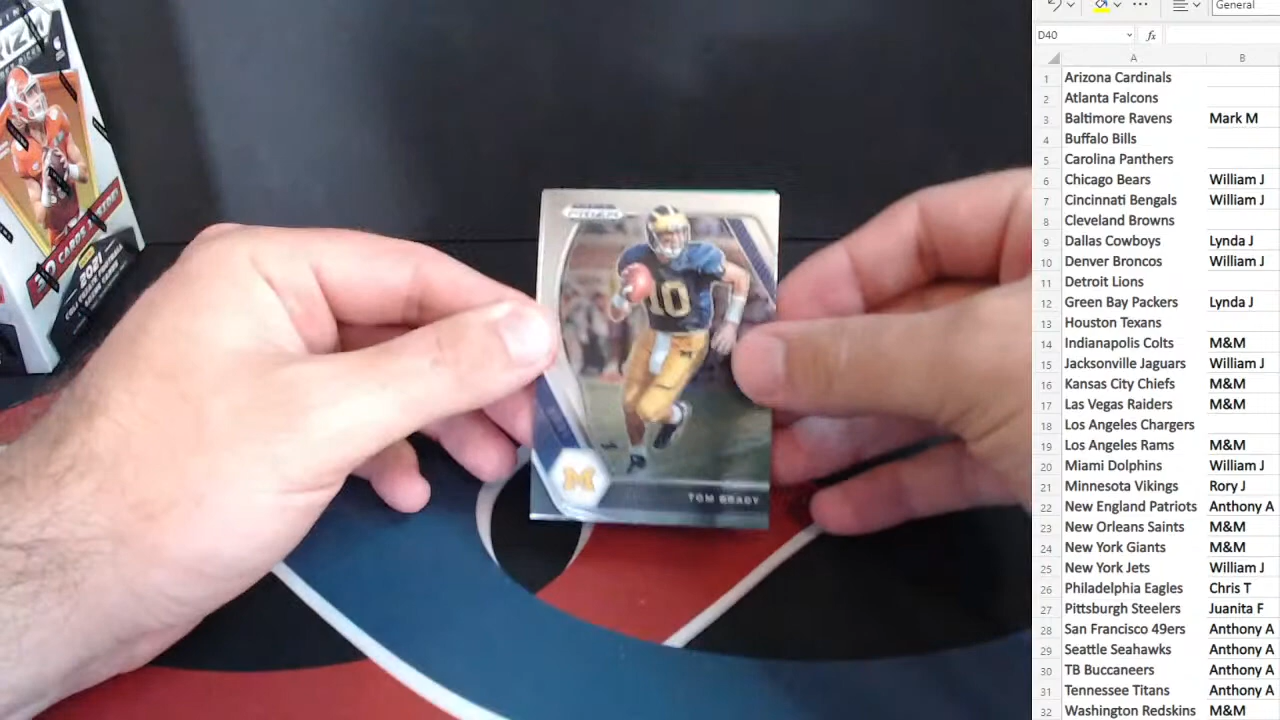 PRIZM
10
M
TOM BRADY
2021
General
D40
fx
A B
1 Arizona Cardinals
2 Atlanta Falcons
3 Baltimore Ravens Mark M
4 Buffalo Bills
5 Carolina Panthers
6 Chicago Bears William J
7 Cincinnati Bengals William J
8 Cleveland Browns
9 Dallas Cowboys Lynda J
10 Denver Broncos William J
11 Detroit Lions
12 Green Bay Packers Lynda J
13 Houston Texans
14 Indianapolis Colts M&M
15 Jacksonville Jaguars William J
16 Kansas City Chiefs M&M
17 Las Vegas Raiders M&M
18 Los Angeles Chargers
19 Los Angeles Rams M&M
20 Miami Dolphins William J
21 Minnesota Vikings Rory J
22 New England Patriots Anthony A
23 New Orleans Saints M&M
24 New York Giants M&M
25 New York Jets William J
26 Philadelphia Eagles Chris T
27 Pittsburgh Steelers Juanita F
28 San Francisco 49ers Anthony A
29 Seattle Seahawks Anthony A
30 TB Buccaneers Anthony A
31 Tennessee Titans Anthony A
32 Washington Redskins M&M